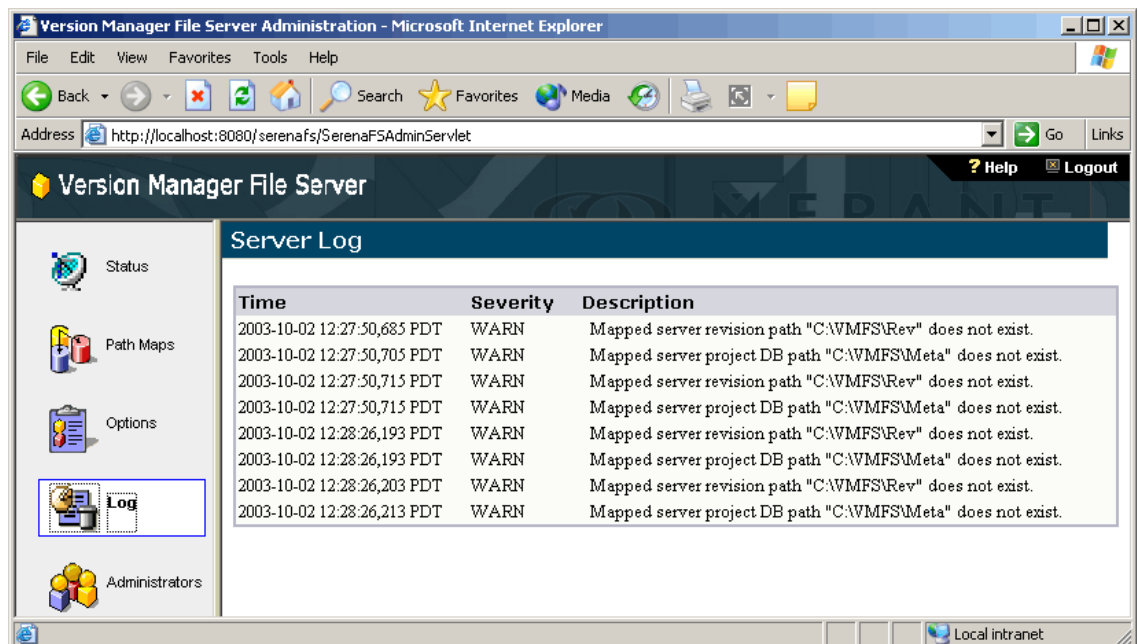 Version Manager File Server Administration - Microsoft Internet Explorer
File Edit View Favorites Tools Help
Back Search Favorites Media
Address http://localhost:8080/serenafs/SerenaFSAdminServlet Go Links
Version Manager File Server
? Help Logout
MERANT
Server Log
Status
Path Maps
Options
Log
Administrators
Time Severity Description
2003-10-02 12:27:50,685 PDT WARN Mapped server revision path "C:\VMFS\Rev" does not exist.
2003-10-02 12:27:50,705 PDT WARN Mapped server project DB path "C:\VMFS\Meta" does not exist.
2003-10-02 12:27:50,715 PDT WARN Mapped server revision path "C:\VMFS\Rev" does not exist.
2003-10-02 12:27:50,715 PDT WARN Mapped server project DB path "C:\VMFS\Meta" does not exist.
2003-10-02 12:28:26,193 PDT WARN Mapped server revision path "C:\VMFS\Rev" does not exist.
2003-10-02 12:28:26,193 PDT WARN Mapped server project DB path "C:\VMFS\Meta" does not exist.
2003-10-02 12:28:26,203 PDT WARN Mapped server revision path "C:\VMFS\Rev" does not exist.
2003-10-02 12:28:26,213 PDT WARN Mapped server project DB path "C:\VMFS\Meta" does not exist.
Local intranet